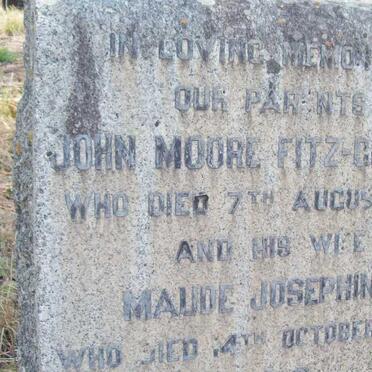 IN LOVING MEMO
OUR PARENTS
JOHN MOORE FITZ-G
WHO DIED 7TH AUGUS
AND HIS WIFE
MAUDE JOSEPHIN
WHO DIED 14TH OCTOBER